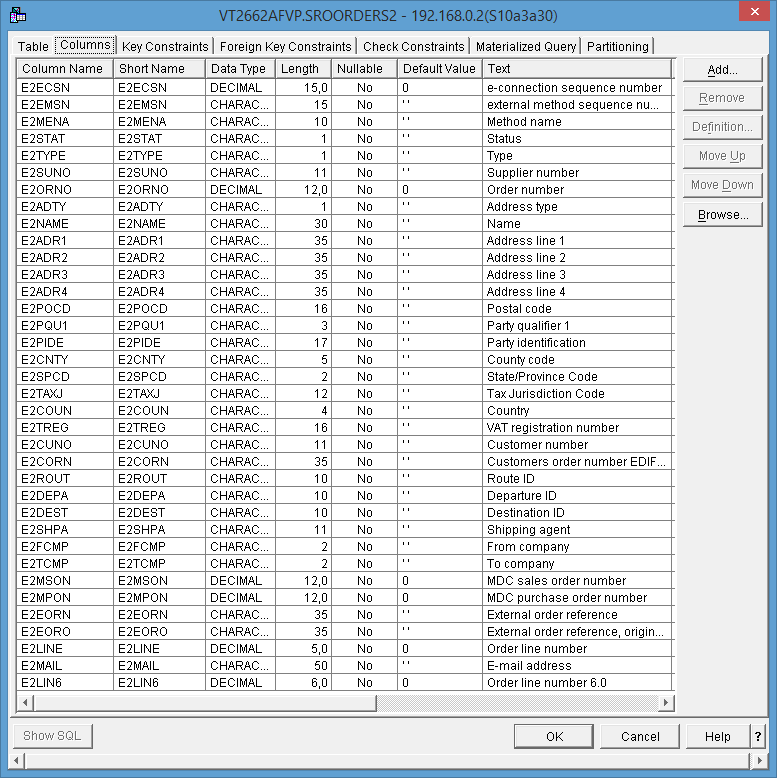 VT2662AFVP.SROORDERS2 - 192.168.0.2(S10a3a30)
Table Columns Key Constraints Foreign Key Constraints Check Constraints Materialized Query Partitioning
Column Name Short Name Data Type Length Nullable Default Value Text
E2ECSN E2ECSN DECIMAL 15,0 No 0 e-connection sequence number
E2EMSN E2EMSN CHARAC... 15 No ' ' external method sequence nu...
E2MENA E2MENA CHARAC... 10 No ' ' Method name
E2STAT E2STAT CHARAC... 1 No ' ' Status
E2TYPE E2TYPE CHARAC... 1 No ' ' Type
E2SUNO E2SUNO CHARAC... 11 No ' ' Supplier number
E2ORNO E2ORNO DECIMAL 12,0 No 0 Order number
E2ADTY E2ADTY CHARAC... 1 No ' ' Address type
E2NAME E2NAME CHARAC... 30 No ' ' Name
E2ADR1 E2ADR1 CHARAC... 35 No ' ' Address line 1
E2ADR2 E2ADR2 CHARAC... 35 No ' ' Address line 2
E2ADR3 E2ADR3 CHARAC... 35 No ' ' Address line 3
E2ADR4 E2ADR4 CHARAC... 35 No ' ' Address line 4
E2POCD E2POCD CHARAC... 16 No ' ' Postal code
E2PQU1 E2PQU1 CHARAC... 3 No ' ' Party qualifier 1
E2PIDE E2PIDE CHARAC... 17 No ' ' Party identification
E2CNTY E2CNTY CHARAC... 5 No ' ' County code
E2SPCD E2SPCD CHARAC... 2 No ' ' State/Province Code
E2TAXJ E2TAXJ CHARAC... 12 No ' ' Tax Jurisdiction Code
E2COUN E2COUN CHARAC... 4 No ' ' Country
E2TREG E2TREG CHARAC... 16 No ' ' VAT registration number
E2CUNO E2CUNO CHARAC... 11 No ' ' Customer number
E2CORN E2CORN CHARAC... 35 No ' ' Customers order number EDIF...
E2ROUT E2ROUT CHARAC... 10 No ' ' Route ID
E2DEPA E2DEPA CHARAC... 10 No ' ' Departure ID
E2DEST E2DEST CHARAC... 10 No ' ' Destination ID
E2SHPA E2SHPA CHARAC... 11 No ' ' Shipping agent
E2FCMP E2FCMP CHARAC... 2 No ' ' From company
E2TCMP E2TCMP CHARAC... 2 No ' ' To company
E2MSON E2MSON DECIMAL 12,0 No 0 MDC sales order number
E2MPON E2MPON DECIMAL 12,0 No 0 MDC purchase order number
E2EORN E2EORN CHARAC... 35 No ' ' External order reference
E2EORO E2EORO CHARAC... 35 No ' ' External order reference, origin...
E2LINE E2LINE DECIMAL 5,0 No 0 Order line number
E2MAIL E2MAIL CHARAC... 50 No ' ' E-mail address
E2LIN6 E2LIN6 DECIMAL 6,0 No 0 Order line number 6.0
Add...
Remove
Definition...
Move Up
Move Down
Browse...
Show SQL OK Cancel Help ?